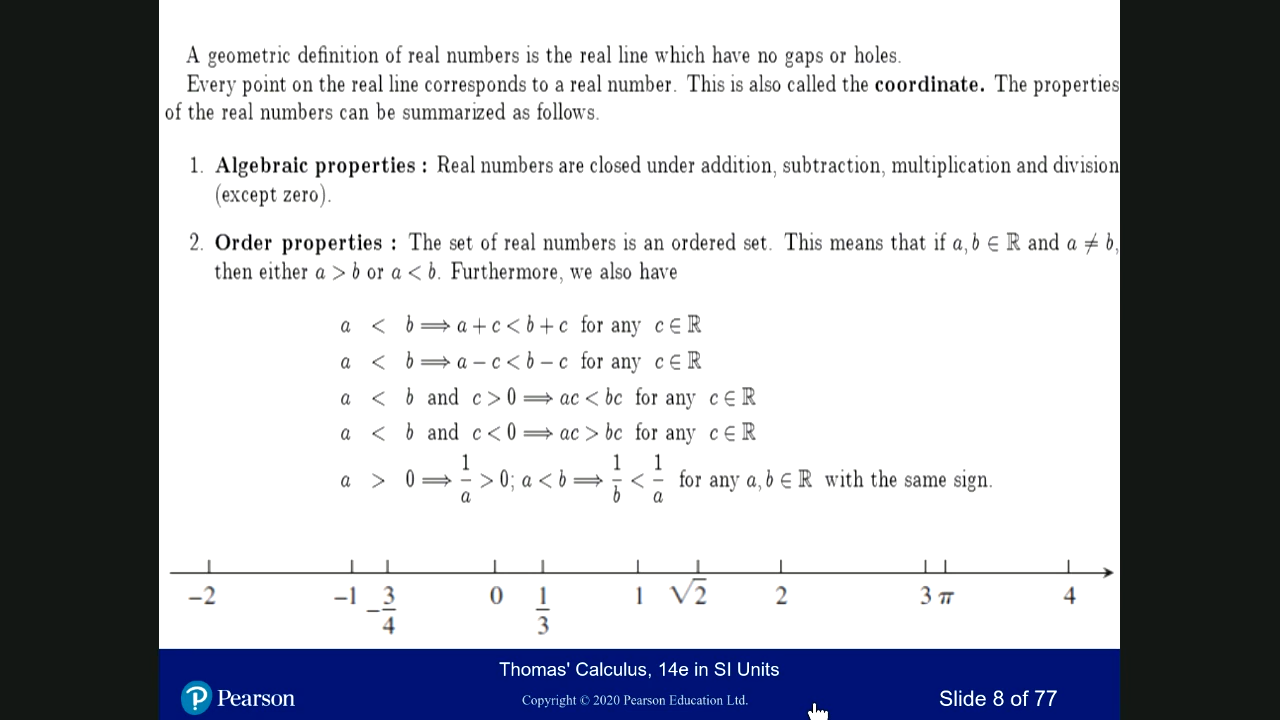 A geometric definition of real numbers is the real line which have no gaps or holes.
Every point on the real line corresponds to a real number. This is also called the coordinate. The properties
of the real numbers can be summarized as follows.
1. Algebraic properties : Real numbers are closed under addition, subtraction, multiplication and division
(except zero).
2. Order properties : The set of real numbers is an ordered set. This means that if a, b ∈ ℝ and a ≠ b,
then either a > b or a < b. Furthermore, we also have
a < b ⟹ a + c < b + c for any c ∈ ℝ
a < b ⟹ a − c < b − c for any c ∈ ℝ
a < b and c > 0 ⟹ ac < bc for any c ∈ ℝ
a < b and c < 0 ⟹ ac > bc for any c ∈ ℝ
a > 0 ⟹ 1/a > 0; a < b ⟹ 1/b < 1/a for any a, b ∈ ℝ with the same sign.
−2 −1 −3/4 0 1/3 1 √2 2 3 π 4
Thomas' Calculus, 14e in SI Units
P Pearson
Copyright © 2020 Pearson Education Ltd.
Slide 8 of 77